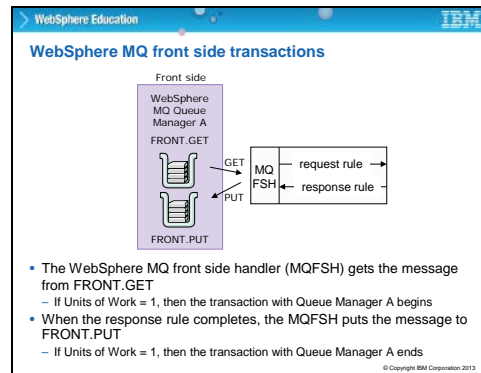 WebSphere Education
IBM
WebSphere MQ front side transactions
Front side
WebSphere
MQ Queue
Manager A
FRONT.GET
GET
MQ
FSH
request rule
response rule
PUT
FRONT.PUT
• The WebSphere MQ front side handler (MQFSH) gets the message
from FRONT.GET
– If Units of Work = 1, then the transaction with Queue Manager A begins
• When the response rule completes, the MQFSH puts the message to
FRONT.PUT
– If Units of Work = 1, then the transaction with Queue Manager A ends
© Copyright IBM Corporation 2013